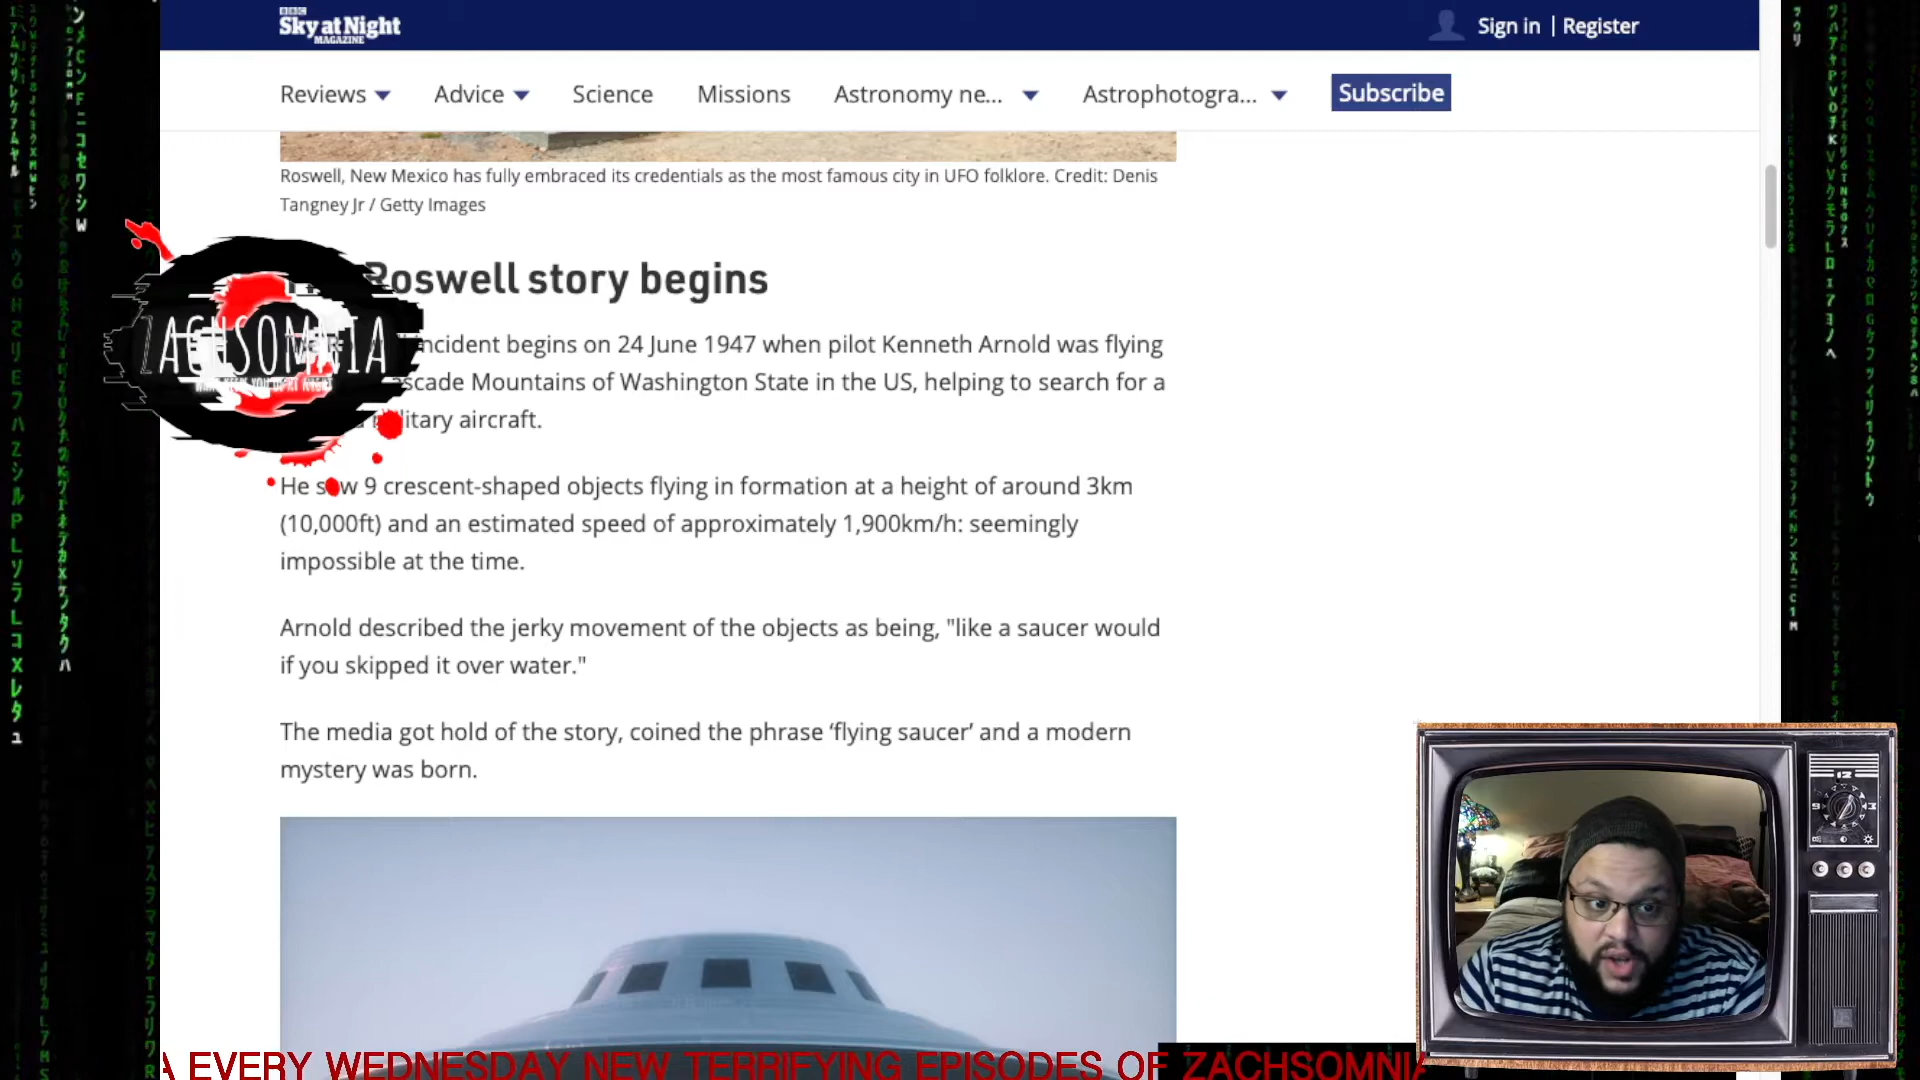 BBC
Sky at Night
MAGAZINE
Sign in | Register
Reviews
Advice
Science
Missions
Astronomy ne...
Astrophotogra...
Subscribe
Roswell, New Mexico has fully embraced its credentials as the most famous city in UFO folklore. Credit: Denis
Tangney Jr / Getty Images
Roswell story begins
ZACHSOMNIA
incident begins on 24 June 1947 when pilot Kenneth Arnold was flying
Cascade Mountains of Washington State in the US, helping to search for a
military aircraft.
He saw 9 crescent-shaped objects flying in formation at a height of around 3km
(10,000ft) and an estimated speed of approximately 1,900km/h: seemingly
impossible at the time.
Arnold described the jerky movement of the objects as being, "like a saucer would
if you skipped it over water."
The media got hold of the story, coined the phrase ‘flying saucer’ and a modern
mystery was born.
12
9
3
A EVERY WEDNESDAY NEW TERRIFYING EPISODES OF ZACHSOMNIA